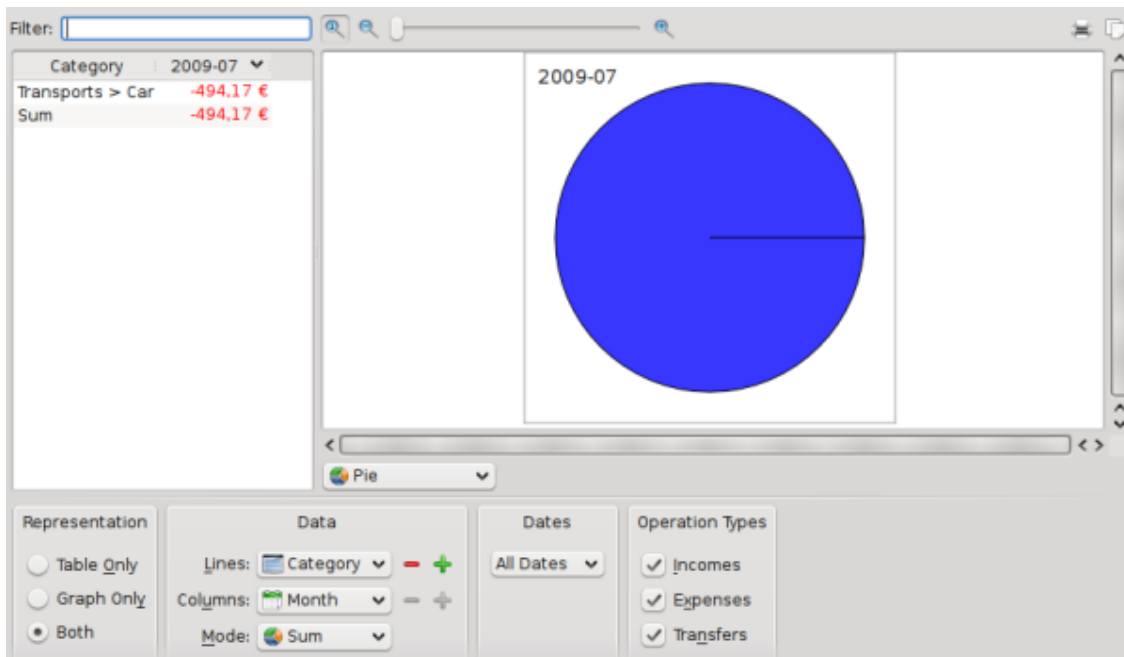 Filter:
Category 2009-07
Transports > Car -494,17 €
Sum -494,17 €
2009-07
Pie
Representation
Table Only
Graph Only
Both
Data
Lines: Category
Columns: Month
Mode: Sum
Dates
All Dates
Operation Types
Incomes
Expenses
Transfers